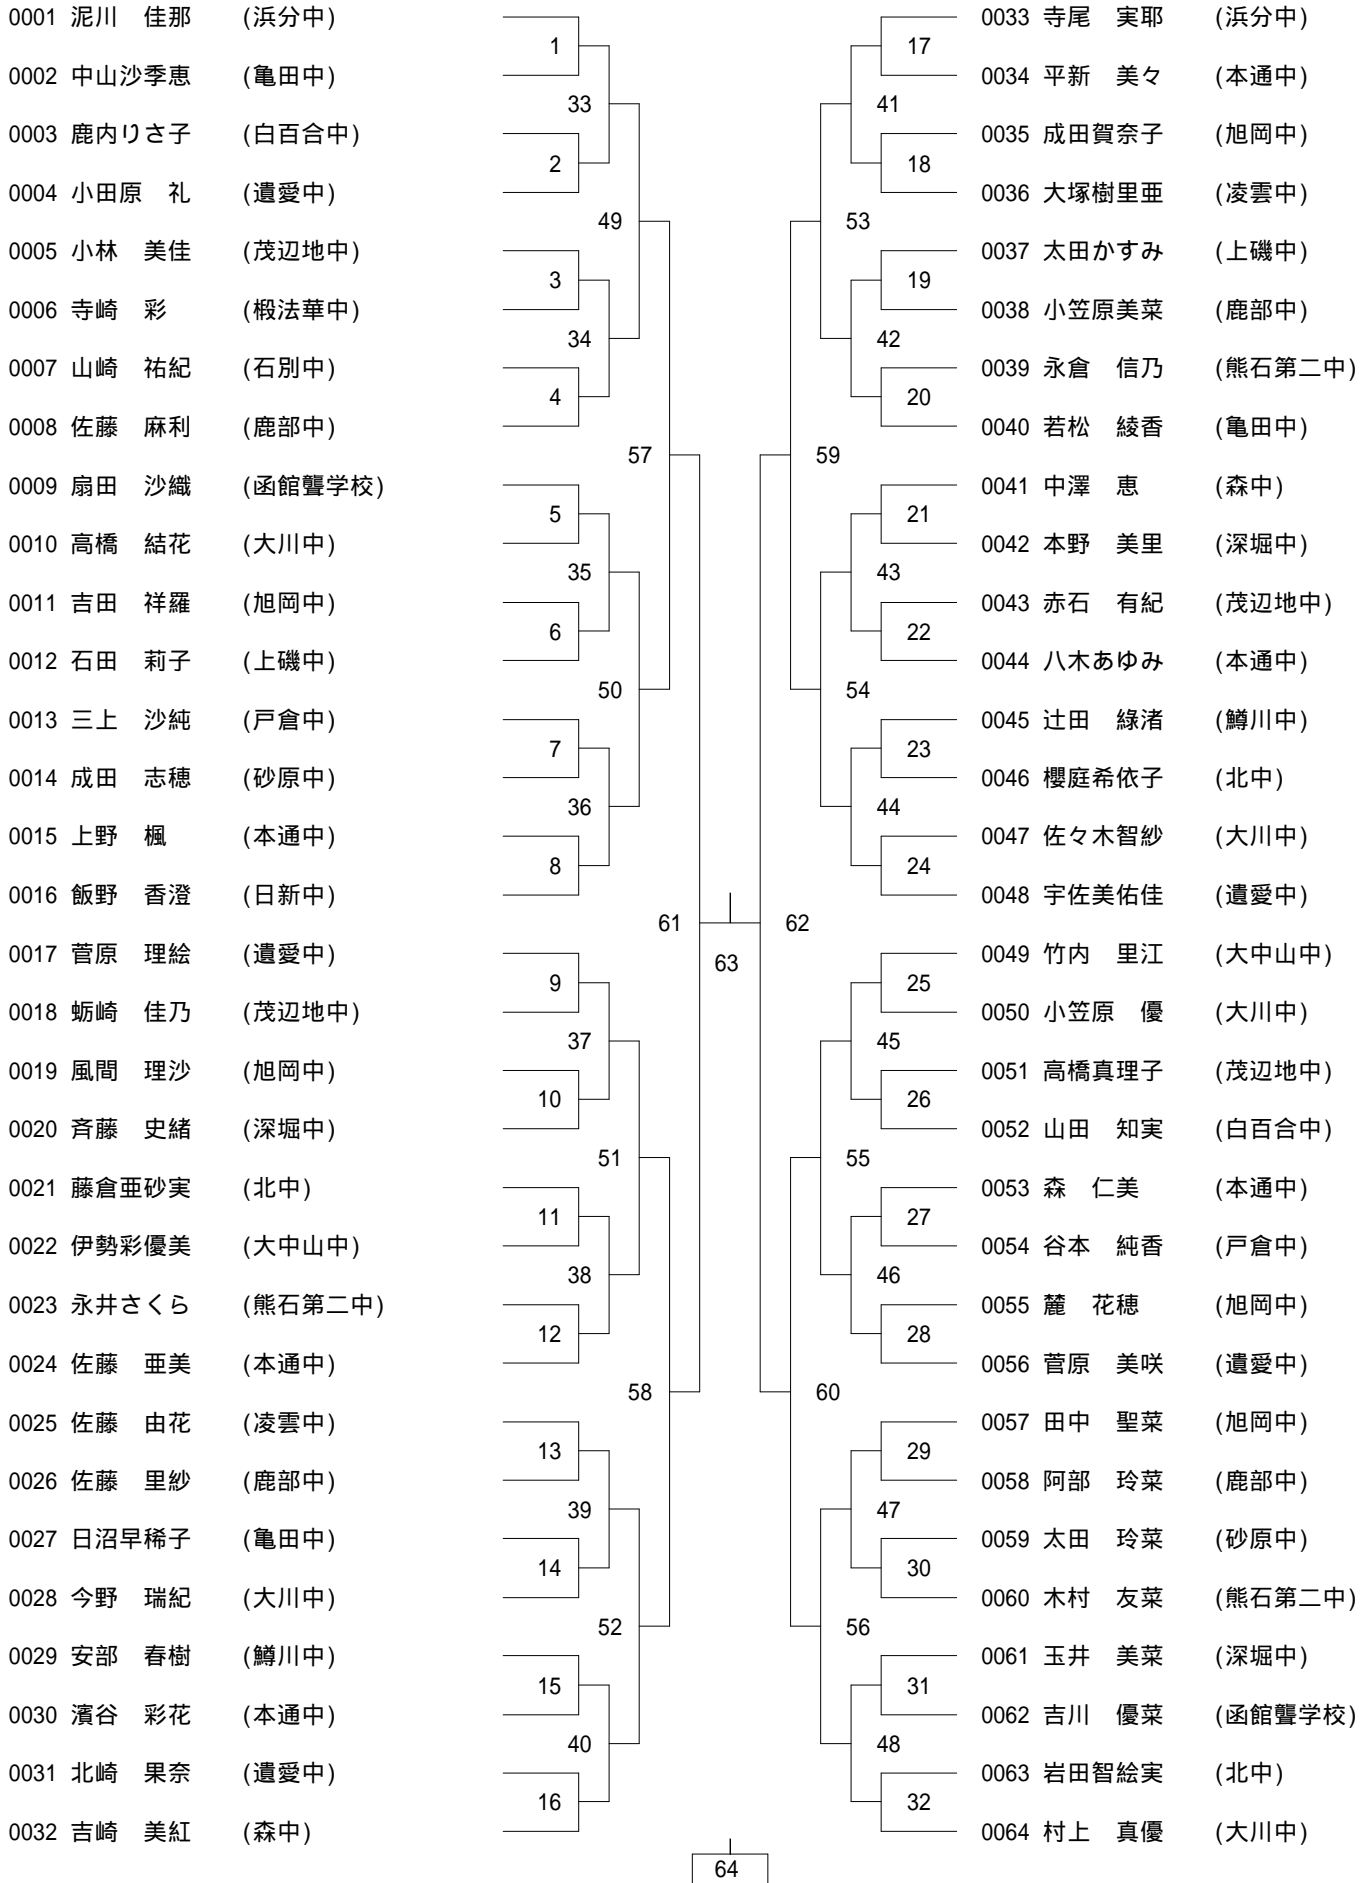 0001 泥川　佳那 (浜分中)
1
0002 中山沙季恵 (亀田中)
33
0003 鹿内りさ子 (白百合中)
2
0004 小田原　礼 (遺愛中)
49
0005 小林　美佳 (茂辺地中)
3
0006 寺崎　彩 (椴法華中)
34
0007 山崎　祐紀 (石別中)
4
0008 佐藤　麻利 (鹿部中)
57
0009 扇田　沙織 (函館聾学校)
5
0010 高橋　結花 (大川中)
35
0011 吉田　祥羅 (旭岡中)
6
0012 石田　莉子 (上磯中)
50
0013 三上　沙純 (戸倉中)
7
0014 成田　志穂 (砂原中)
36
0015 上野　楓 (本通中)
8
0016 飯野　香澄 (日新中)
61
0017 菅原　理絵 (遺愛中)
9
0018 蛎崎　佳乃 (茂辺地中)
37
0019 風間　理沙 (旭岡中)
10
0020 斉藤　史緒 (深堀中)
51
0021 藤倉亜砂実 (北中)
11
0022 伊勢彩優美 (大中山中)
38
0023 永井さくら (熊石第二中)
12
0024 佐藤　亜美 (本通中)
58
0025 佐藤　由花 (凌雲中)
13
0026 佐藤　里紗 (鹿部中)
39
0027 日沼早稀子 (亀田中)
14
0028 今野　瑞紀 (大川中)
52
0029 安部　春樹 (鱒川中)
15
0030 濱谷　彩花 (本通中)
40
0031 北崎　果奈 (遺愛中)
16
0032 吉崎　美紅 (森中)
63
64
0033 寺尾　実耶 (浜分中)
17
0034 平新　美々 (本通中)
41
0035 成田賀奈子 (旭岡中)
18
0036 大塚樹里亜 (凌雲中)
53
0037 太田かすみ (上磯中)
19
0038 小笠原美菜 (鹿部中)
42
0039 永倉　信乃 (熊石第二中)
20
0040 若松　綾香 (亀田中)
59
0041 中澤　恵 (森中)
21
0042 本野　美里 (深堀中)
43
0043 赤石　有紀 (茂辺地中)
22
0044 八木あゆみ (本通中)
54
0045 辻田　綠渚 (鱒川中)
23
0046 櫻庭希依子 (北中)
44
0047 佐々木智紗 (大川中)
24
0048 宇佐美佑佳 (遺愛中)
62
0049 竹内　里江 (大中山中)
25
0050 小笠原　優 (大川中)
45
0051 高橋真理子 (茂辺地中)
26
0052 山田　知実 (白百合中)
55
0053 森　仁美 (本通中)
27
0054 谷本　純香 (戸倉中)
46
0055 麓　花穂 (旭岡中)
28
0056 菅原　美咲 (遺愛中)
60
0057 田中　聖菜 (旭岡中)
29
0058 阿部　玲菜 (鹿部中)
47
0059 太田　玲菜 (砂原中)
30
0060 木村　友菜 (熊石第二中)
56
0061 玉井　美菜 (深堀中)
31
0062 吉川　優菜 (函館聾学校)
48
0063 岩田智絵実 (北中)
32
0064 村上　真優 (大川中)